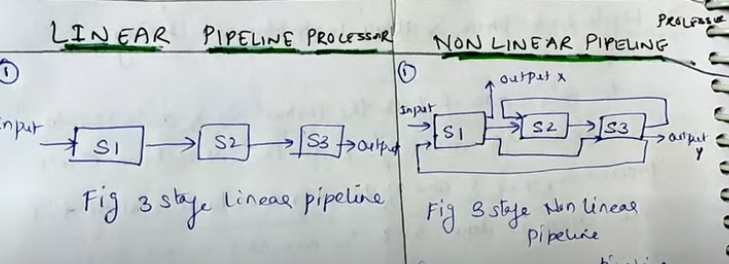 LINEAR PIPELINE PROCESSOR
①
Input
S1
S2
S3
output
Fig 3 stage linear pipeline
PROCESSOR
NON LINEAR PIPELING
①
output x
Input
S1
S2
S3
output
y
Fig 3 stage Non linear
pipeline